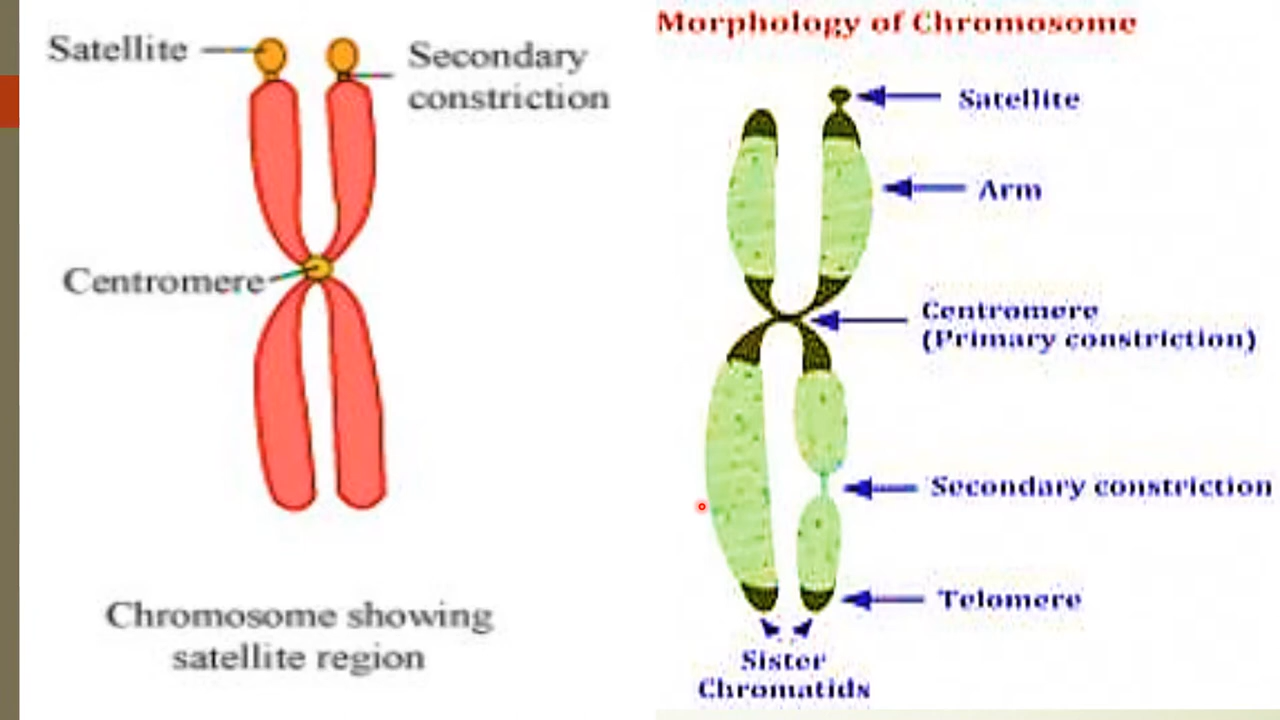 Satellite
Secondary
constriction
Centromere
Chromosome showing
satellite region
Morphology of Chromosome
Satellite
Arm
Centromere
(Primary constriction)
Secondary constriction
Telomere
Sister
Chromatids